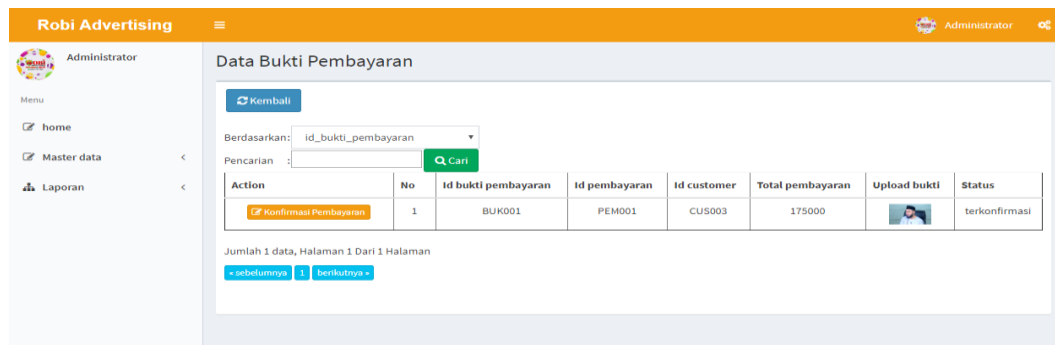 Robi Advertising
Administrator
Administrator
Data Bukti Pembayaran
Menu
home
Master data
Laporan
Kembali
Berdasarkan: id_bukti_pembayaran
Pencarian : Cari
Action No Id bukti pembayaran Id pembayaran Id customer Total pembayaran Upload bukti Status
Konfirmasi Pembayaran 1 BUK001 PEM001 CUS003 175000 terkonfirmasi
Jumlah 1 data, Halaman 1 Dari 1 Halaman
« sebelumnya 1 berikutnya »